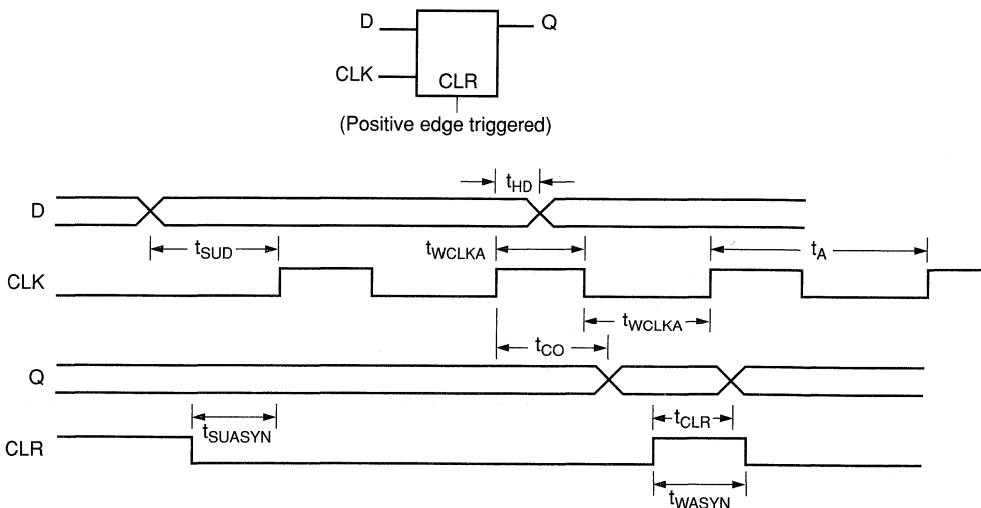 D
Q
CLK
CLR
(Positive edge triggered)
tHD
D
tSUD
tWCLKA
tA
CLK
tWCLKA
tCO
Q
tSUASYN
tCLR
CLR
tWASYN